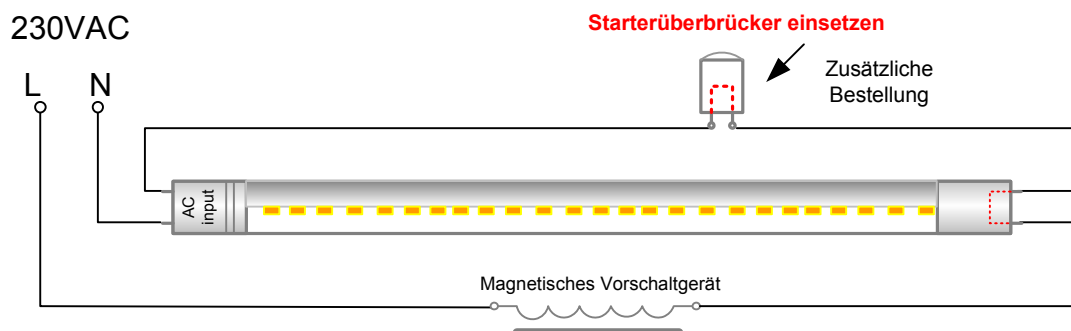 230VAC
L N
Starterüberbrücker einsetzen
Zusätzliche
Bestellung
AC
input
Magnetisches Vorschaltgerät